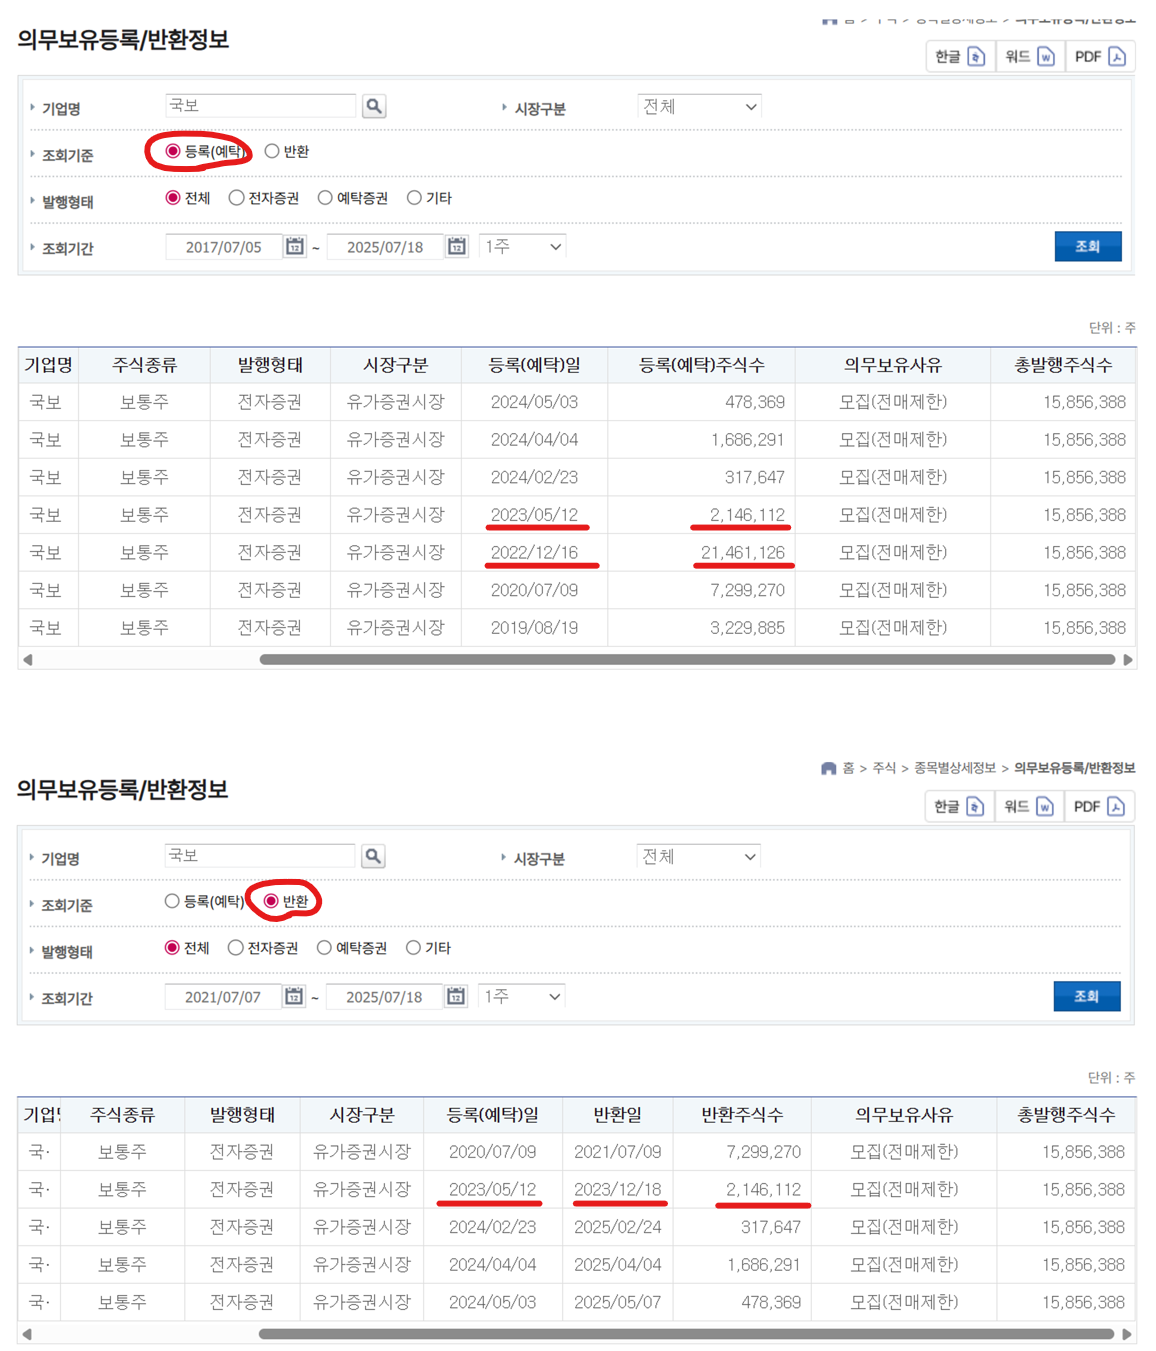 의무보유등록/반환정보
한글 워드 PDF
기업명 국보 시장구분 전체
조회기준 등록(예탁) 반환
발행형태 전체 전자증권 예탁증권 기타
조회기간 2017/07/05 ~ 2025/07/18 1주 조회
단위 : 주
기업명 주식종류 발행형태 시장구분 등록(예탁)일 등록(예탁)주식수 의무보유사유 총발행주식수
국보 보통주 전자증권 유가증권시장 2024/05/03 478,369 모집(전매제한) 15,856,388
국보 보통주 전자증권 유가증권시장 2024/04/04 1,686,291 모집(전매제한) 15,856,388
국보 보통주 전자증권 유가증권시장 2024/02/23 317,647 모집(전매제한) 15,856,388
국보 보통주 전자증권 유가증권시장 2023/05/12 2,146,112 모집(전매제한) 15,856,388
국보 보통주 전자증권 유가증권시장 2022/12/16 21,461,126 모집(전매제한) 15,856,388
국보 보통주 전자증권 유가증권시장 2020/07/09 7,299,270 모집(전매제한) 15,856,388
국보 보통주 전자증권 유가증권시장 2019/08/19 3,229,885 모집(전매제한) 15,856,388
홈 > 주식 > 종목별상세정보 > 의무보유등록/반환정보
의무보유등록/반환정보
한글 워드 PDF
기업명 국보 시장구분 전체
조회기준 등록(예탁) 반환
발행형태 전체 전자증권 예탁증권 기타
조회기간 2021/07/07 ~ 2025/07/18 1주 조회
단위 : 주
기업 주식종류 발행형태 시장구분 등록(예탁)일 반환일 반환주식수 의무보유사유 총발행주식수
국 보통주 전자증권 유가증권시장 2020/07/09 2021/07/09 7,299,270 모집(전매제한) 15,856,388
국 보통주 전자증권 유가증권시장 2023/05/12 2023/12/18 2,146,112 모집(전매제한) 15,856,388
국 보통주 전자증권 유가증권시장 2024/02/23 2025/02/24 317,647 모집(전매제한) 15,856,388
국 보통주 전자증권 유가증권시장 2024/04/04 2025/04/04 1,686,291 모집(전매제한) 15,856,388
국 보통주 전자증권 유가증권시장 2024/05/03 2025/05/07 478,369 모집(전매제한) 15,856,388